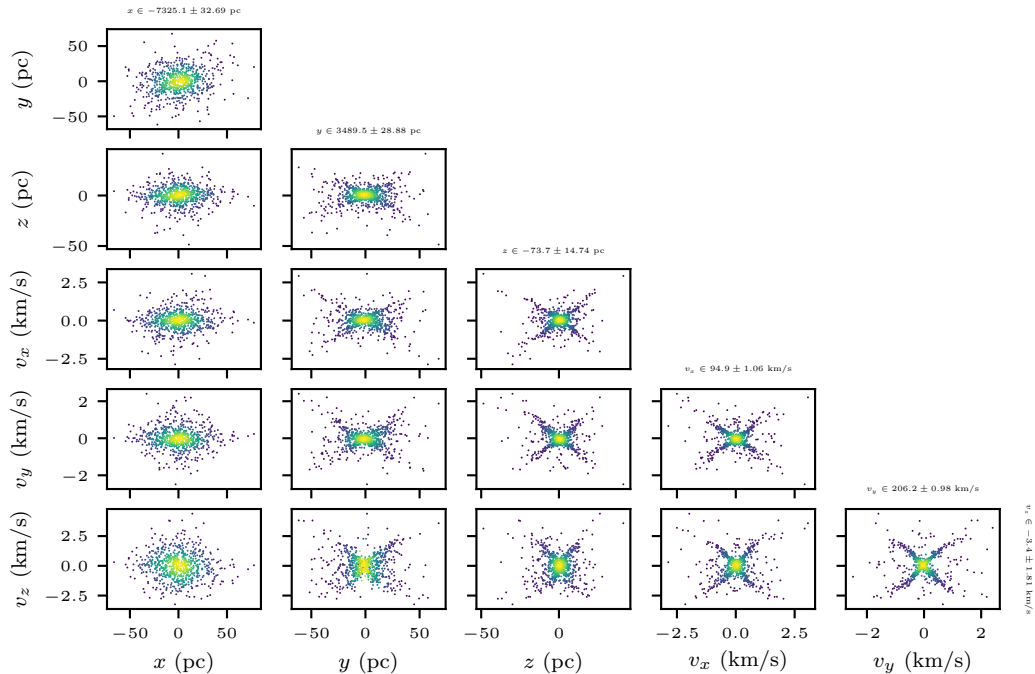 x ∈ −7325.1 ± 32.69 pc
y (pc)
50
0
−50
y ∈ 3489.5 ± 28.88 pc
z (pc)
0
−50
z ∈ −73.7 ± 14.74 pc
v_x (km/s)
2.5
0.0
−2.5
v_x ∈ 94.9 ± 1.06 km/s
v_y (km/s)
2
0
−2
v_y ∈ 206.2 ± 0.98 km/s
v_z (km/s)
2.5
0.0
−2.5
v_z ∈ −3.4 ± 1.81 km/s
−50 0 50 −50 0 50 −50 0 −2.5 0.0 2.5 −2 0 2
x (pc) y (pc) z (pc) v_x (km/s) v_y (km/s)